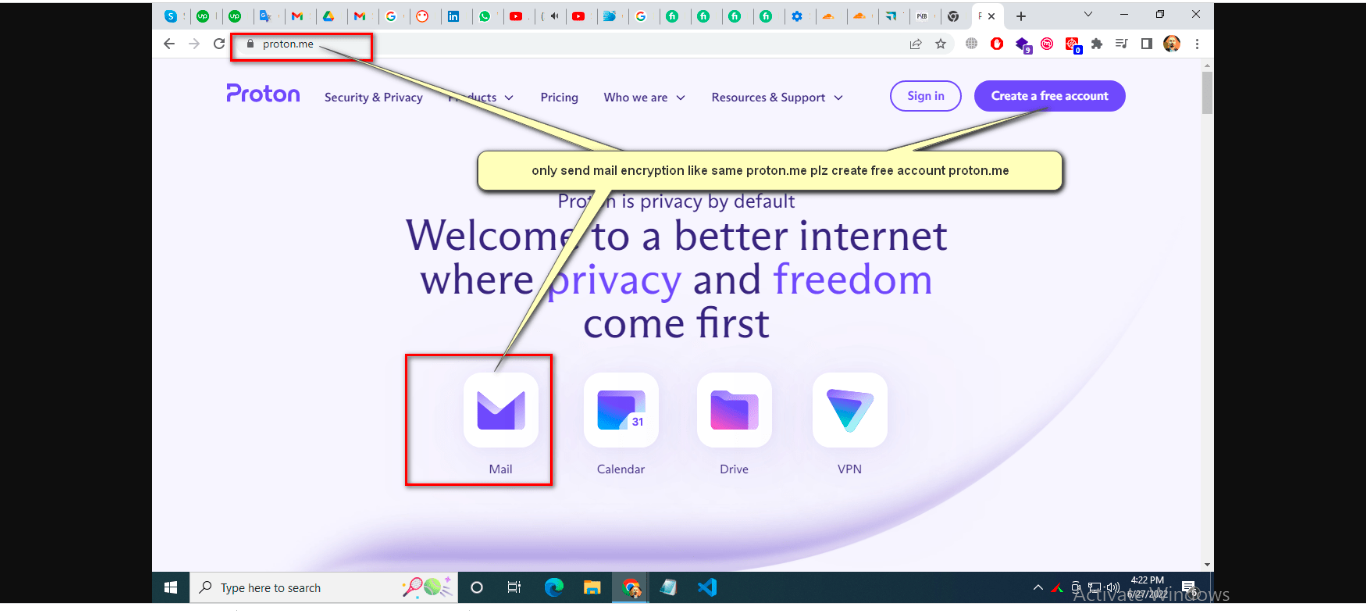 proton.me
9
0
Proton
Security & Privacy
Products
Pricing
Who we are
Resources & Support
Sign in
Create a free account
only send mail encryption like same proton.me plz create free account proton.me
Proton is privacy by default
Welcome to a better internet
where privacy and freedom
come first
31
Mail
Calendar
Drive
VPN
Type here to search
4:22 PM
6/27/2022
Activate Windows